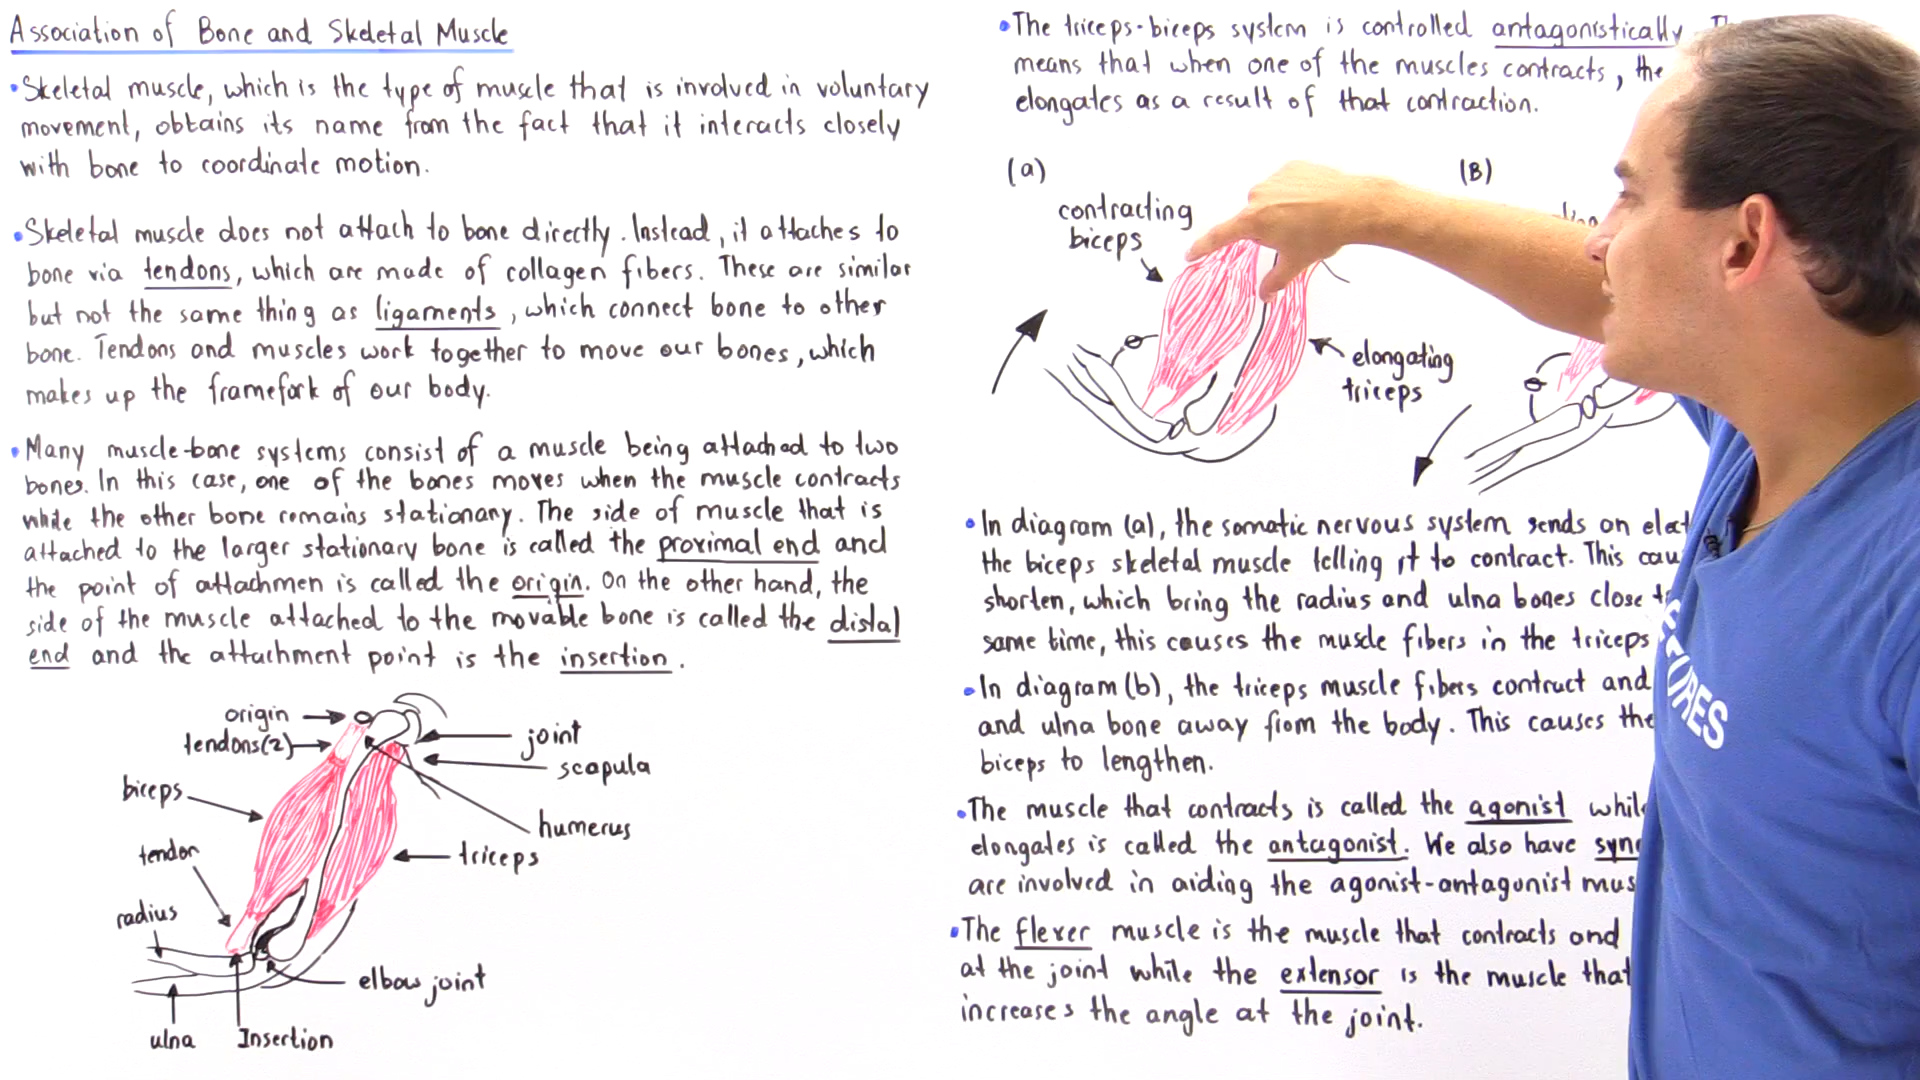 Association of Bone and Skeletal Muscle
•Skeletal muscle, which is the type of muscle that is involved in voluntary
movement, obtains its name from the fact that it interacts closely
with bone to coordinate motion.
•Skeletal muscle does not attach to bone directly. Instead, it attaches to
bone via tendons, which are made of collagen fibers. These are similar
but not the same thing as ligaments, which connect bone to other
bone. Tendons and muscles work together to move our bones, which
makes up the framefork of our body.
•Many muscle-bone systems consist of a muscle being attached to two
bones. In this case, one of the bones moves when the muscle contracts
while the other bone remains stationary. The side of muscle that is
attached to the larger stationary bone is called the proximal end and
the point of attachmen is called the origin. On the other hand, the
side of the muscle attached to the movable bone is called the distal
end and the attachment point is the insertion.
origin
tendons(2)
joint
scapula
biceps
humerus
tendon
triceps
radius
elbow joint
ulna
Insertion
•The triceps-biceps system is controlled antagonistically
means that when one of the muscles contracts, the
elongates as a result of that contraction.
(a)
(B)
contracting
biceps
elongating
triceps
•In diagram (a), the somatic nervous system sends on
the biceps skeletal muscle telling it to contract. This
shorten, which bring the radius and ulna bones close
same time, this causes the muscle fibers in the triceps
•In diagram (b), the triceps muscle fibers contract and
and ulna bone away from the body. This causes the
biceps to lengthen.
•The muscle that contracts is called the agonist
elongates is called the antagonist. We also have
are involved in aiding the agonist-antagonist
•The flexer muscle is the muscle that contracts and
at the joint while the extensor is the muscle that
increases the angle at the joint.